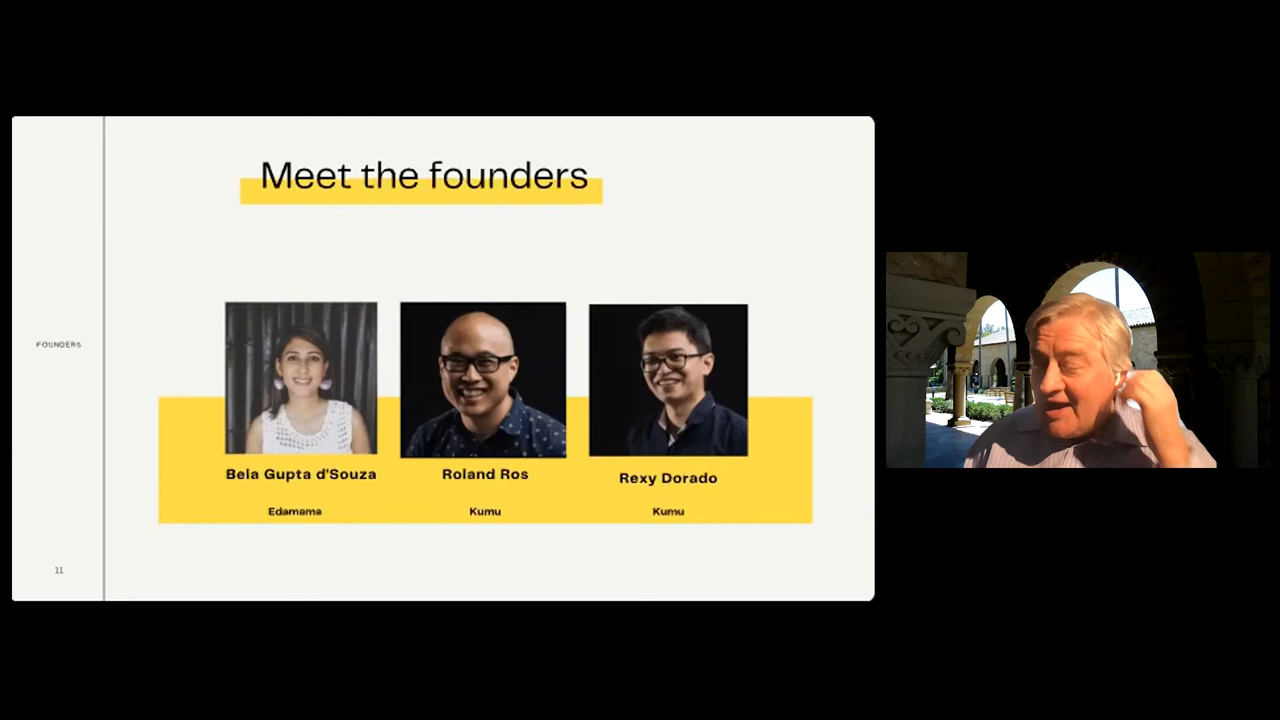 Meet the founders
FOUNDERS
Bela Gupta d'Souza
Roland Ros
Rexy Dorado
Edamama
Kumu
Kumu
11